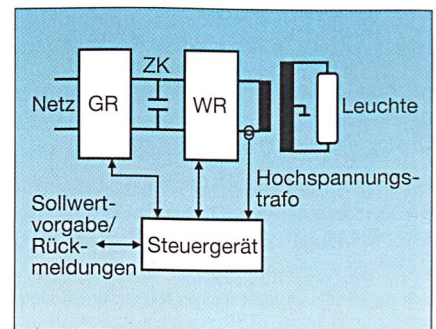 ZK
Netz
GR
WR
Leuchte
Hochspannungs-
trafo
Sollwert-
vorgabe/
Rück-
meldungen
Steuergerät